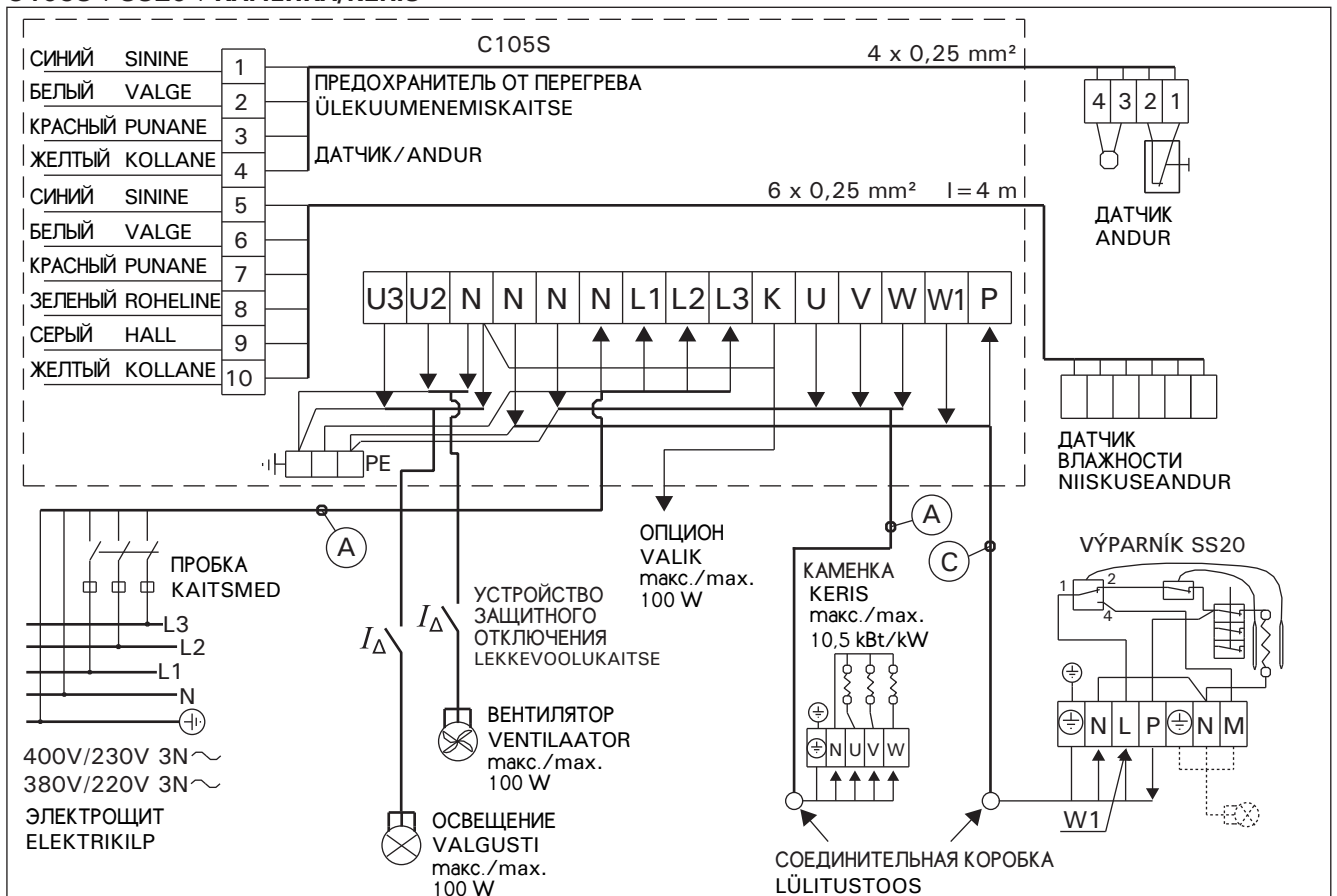 C105S
4 x 0,25 mm²
СИНИЙ SININE 1
БЕЛЫЙ VALGE 2
КРАСНЫЙ PUNANE 3
ЖЕЛТЫЙ KOLLANE 4
СИНИЙ SININE 5
БЕЛЫЙ VALGE 6
КРАСНЫЙ PUNANE 7
ЗЕЛЕНЫЙ ROHELINE 8
СЕРЫЙ HALL 9
ЖЕЛТЫЙ KOLLANE 10
ПРЕДОХРАНИТЕЛЬ ОТ ПЕРЕГРЕВА
ÜLEKUUMENEMISKAITSE
ДАТЧИК/ANDUR
4 3 2 1
ДАТЧИК
ANDUR
6 x 0,25 mm² l=4 m
U3 U2 N N N N L1 L2 L3 K U V W W1 P
ДАТЧИК
ВЛАЖНОСТИ
NIISKUSEANDUR
PE
A
ПРОБКА
KAITSMED
L3
L2
L1
N
400V/230V 3N~
380V/220V 3N~
ЭЛЕКТРОЩИТ
ELEKTRIKILP
I∆
I∆
УСТРОЙСТВО
ЗАЩИТНОГО
ОТКЛЮЧЕНИЯ
LEKKEVOOLUKAITSE
ВЕНТИЛЯТОР
VENTILAATOR
макс./max.
100 W
ОСВЕЩЕНИЕ
VALGUSTI
макс./max.
100 W
ОПЦИОН
VALIK
макс./max.
100 W
A
C
КАМЕНКА
KERIS
макс./max.
10,5 kВt/kW
N U V W
VÝPARNÍK SS20
1 2
4
N L P N M
W1
СОЕДИНИТЕЛЬНАЯ КОРОБКА
LÜLITUSTOOS